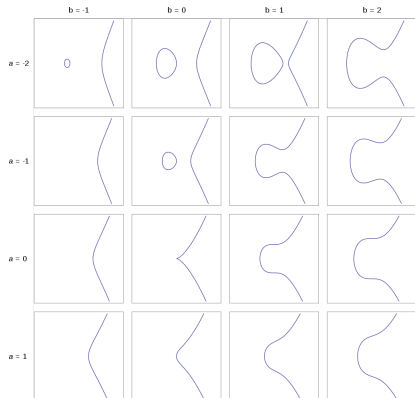 b = -1 b = 0 b = 1 b = 2
a = -2
a = -1
a = 0
a = 1